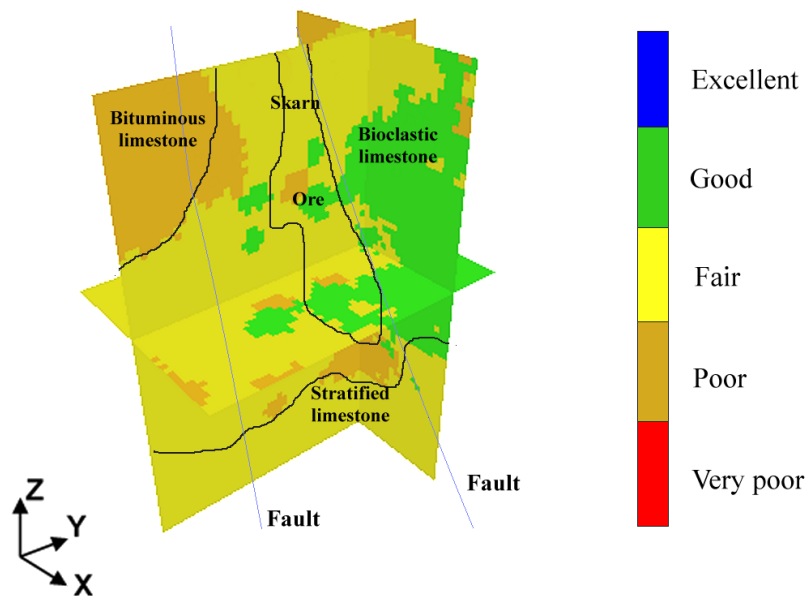 Skarn
Bituminous
limestone
Bioclastic
limestone
Ore
Stratified
limestone
Fault
Fault
Z
Y
X
Excellent
Good
Fair
Poor
Very poor